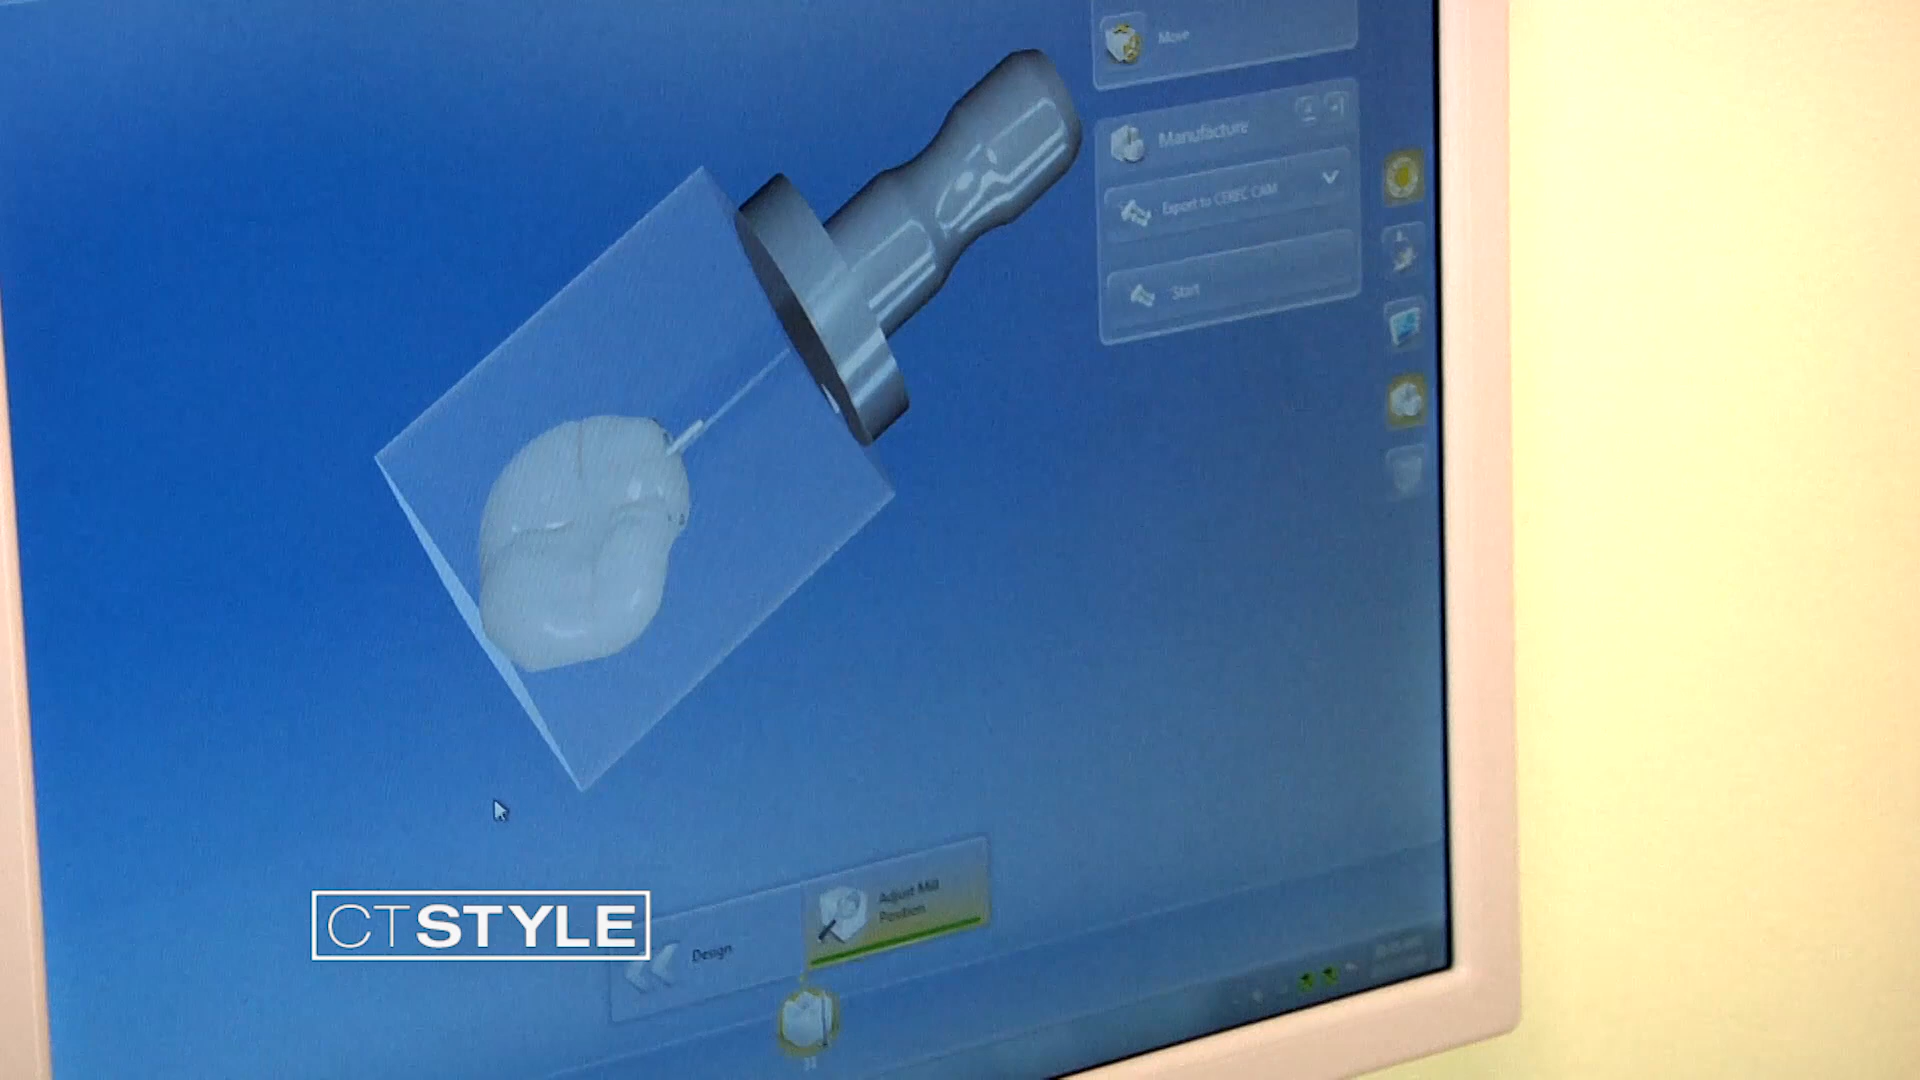 Move
Manufacture
Export to CEREC CAM
Start
Adjust Mill
Position
Design
CTSTYLE